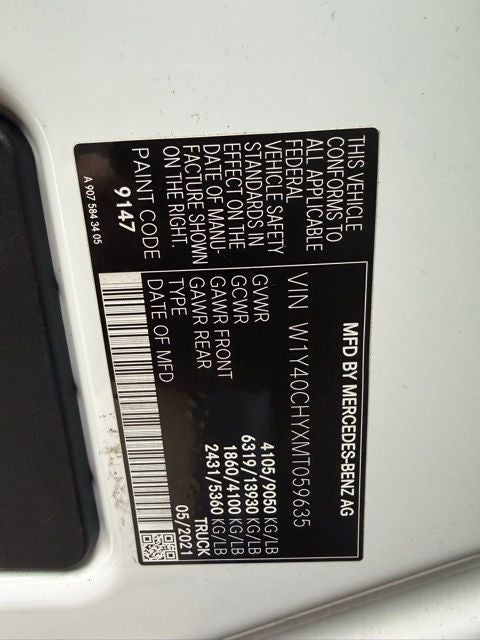 MFD BY MERCEDES-BENZ AG
THIS VEHICLE
CONFORMS TO
ALL APPLICABLE
FEDERAL
VEHICLE SAFETY
STANDARDS IN
EFFECT ON THE
DATE OF MANU-
FACTURE SHOWN
ON THE RIGHT.
PAINT CODE
9147
VIN W1Y40CHYXMT059635
GVWR 4105/9050 KG/LB
GCWR 6319/13930 KG/LB
GAWR FRONT 1860/4100 KG/LB
GAWR REAR 2431/5360 KG/LB
TYPE TRUCK
DATE OF MFD 05/2021
A 907 584 34 05